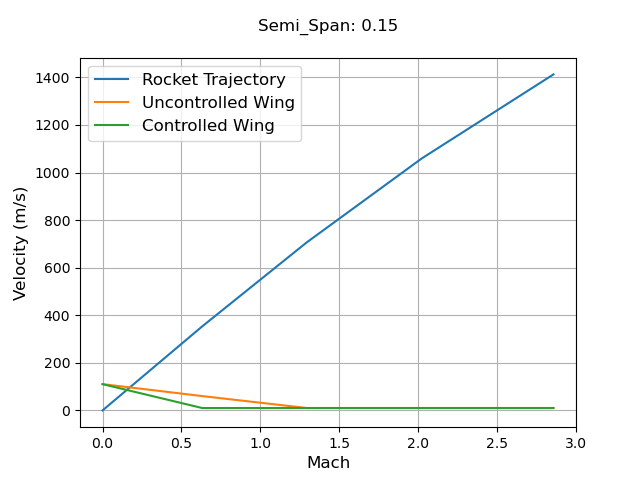 Semi_Span: 0.15
Rocket Trajectory
Uncontrolled Wing
Controlled Wing
1400
1200
1000
800
600
400
200
0
Velocity (m/s)
0.0 0.5 1.0 1.5 2.0 2.5 3.0
Mach